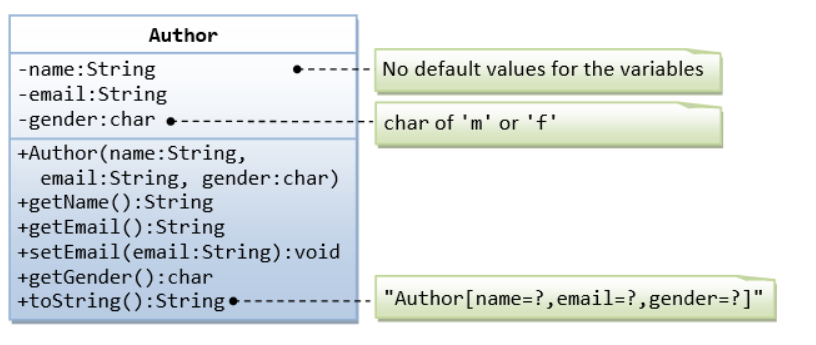 Author
-name:String
No default values for the variables
-email:String
-gender:char
char of 'm' or 'f'
+Author(name:String,
email:String, gender:char)
+getName():String
+getEmail():String
+setEmail(email:String):void
+getGender():char
+toString():String
"Author[name=?,email=?,gender=?]"